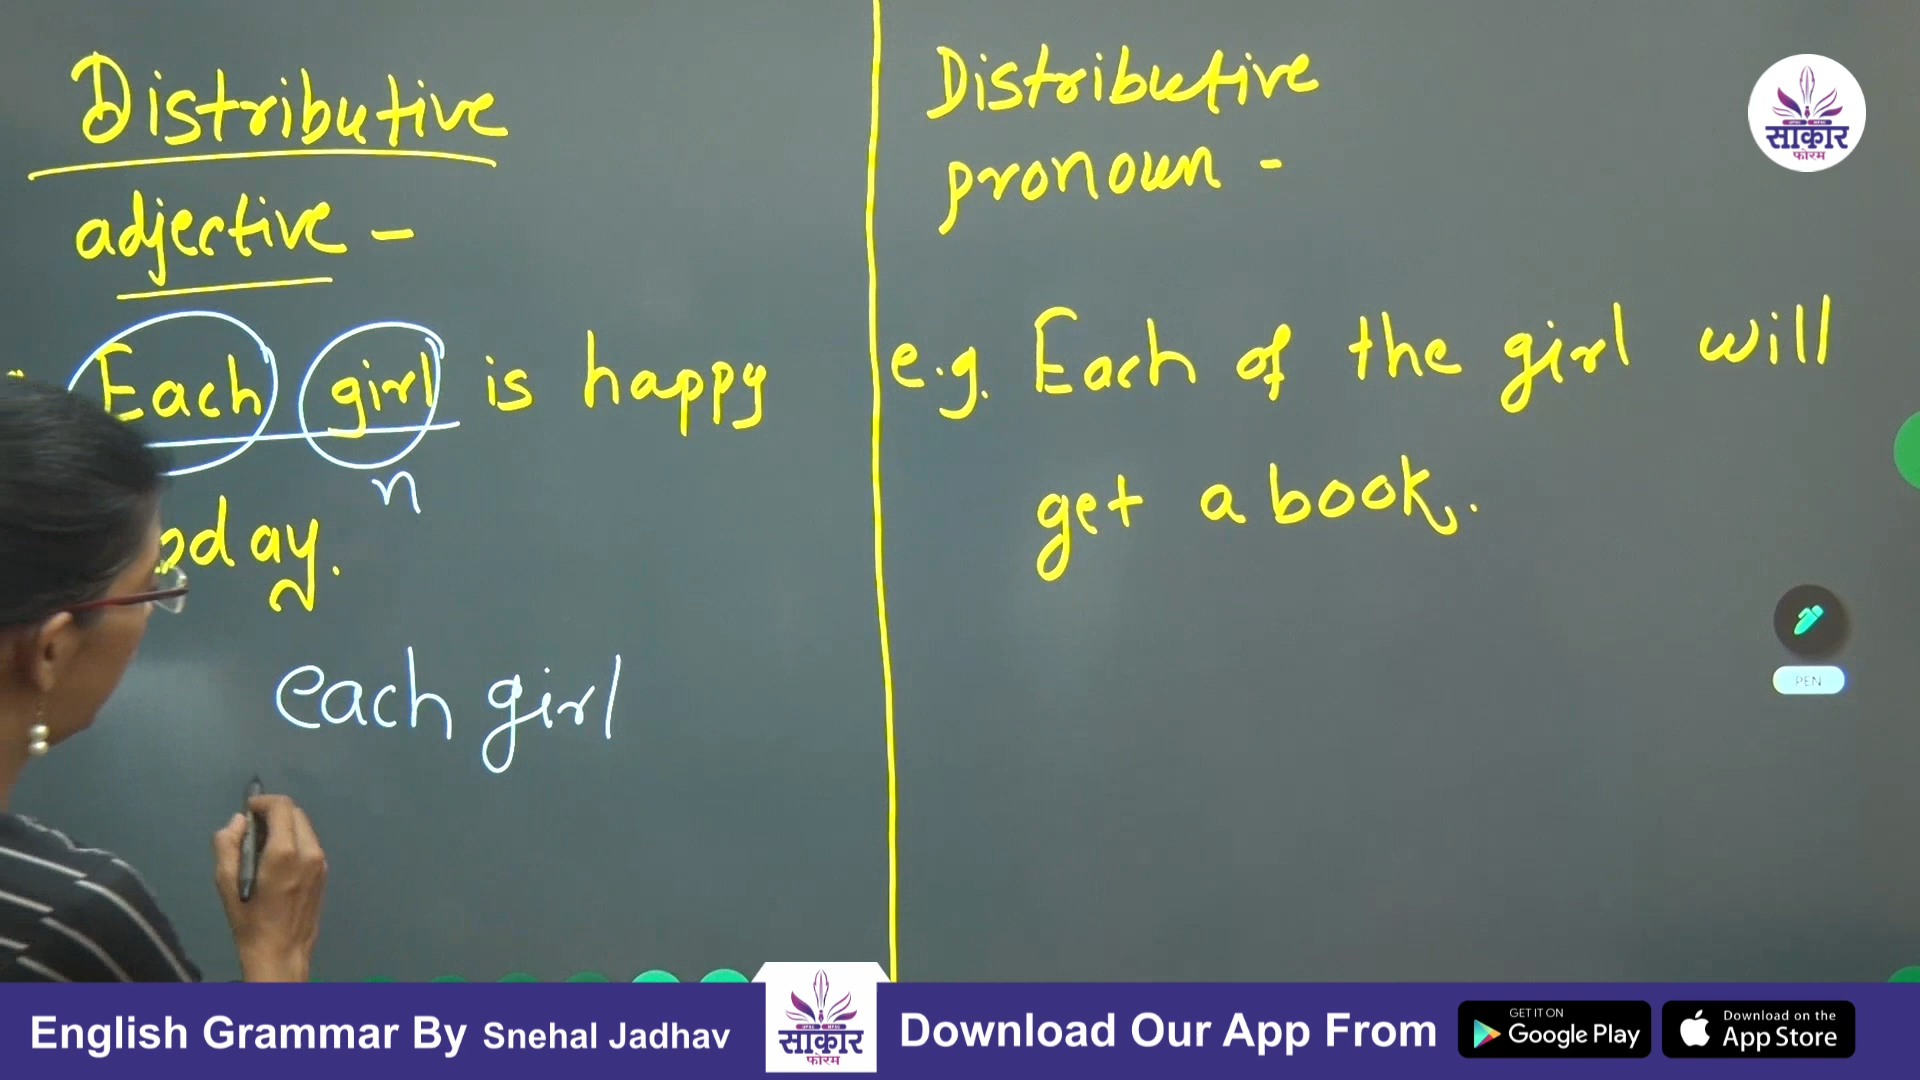 Distributive
adjective -
Each girl is happy
n
today.
each girl
Distributive
pronoun -
e.g. Each of the girl will
get a book.
साकार
फोरम
PEN
English Grammar By Snehal Jadhav
साकार
फोरम
Download Our App From
GET IT ON
Google Play
Download on the
App Store